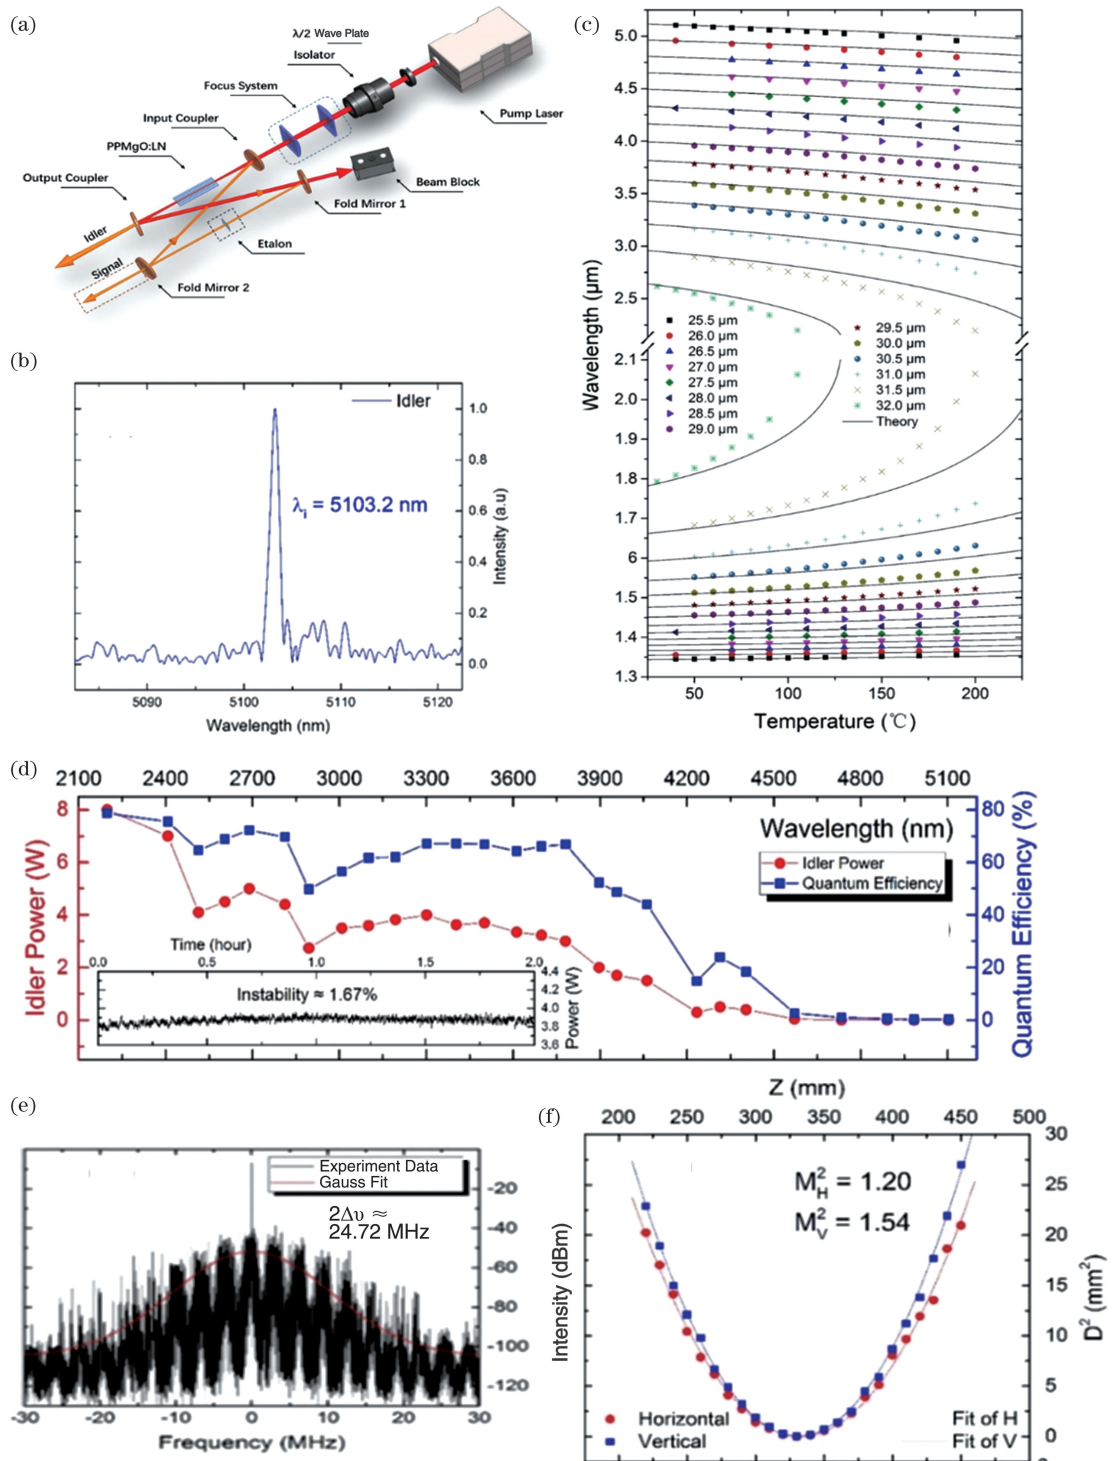 (a)
λ/2 Wave Plate
Isolator
Focus System
Input Coupler
PPMgO:LN
Output Coupler
Pump Laser
Beam Block
Fold Mirror 1
Etalon
Idler
Signal
Fold Mirror 2
(b)
Idler
λi = 5103.2 nm
1.0
0.8
0.6
0.4
0.2
0.0
Intensity (a.u)
5090 5100 5110 5120
Wavelength (nm)
(c)
Wavelength (μm)
5.0
4.5
4.0
3.5
3.0
2.5
2.1
2.0
1.9
1.8
1.7
6
1.5
1.4
1.3
25.5 μm
26.0 μm
26.5 μm
27.0 μm
27.5 μm
28.0 μm
28.5 μm
29.0 μm
29.5 μm
30.0 μm
30.5 μm
31.0 μm
31.5 μm
32.0 μm
Theory
50 100 150 200
Temperature (℃)
(d)
2100 2400 2700 2900 3000 3300 3600 3900 4200 4500 4800 5100
Wavelength (nm)
Idler Power
Quantum Efficiency
Idler Power (W)
8
6
4
2
0
Quantum Efficiency (%)
80
60
40
20
0
Time (hour)
0.0 0.5 1.0 1.5 2.0
Instability ≈ 1.67%
4.4
4.2
4.0
3.8
3.6
Power (W)
(e)
Experiment Data
Gauss Fit
2Δυ ≈
24.72 MHz
-20
-40
-60
-80
-100
-120
Intensity (dBm)
-30 -20 -10 0 10 20 30
Frequency (MHz)
(f)
Z (mm)
200 250 300 350 400 450 500
M²H = 1.20
M²V = 1.54
30
25
20
15
10
5
0
D² (mm²)
Horizontal
Vertical
Fit of H
Fit of V